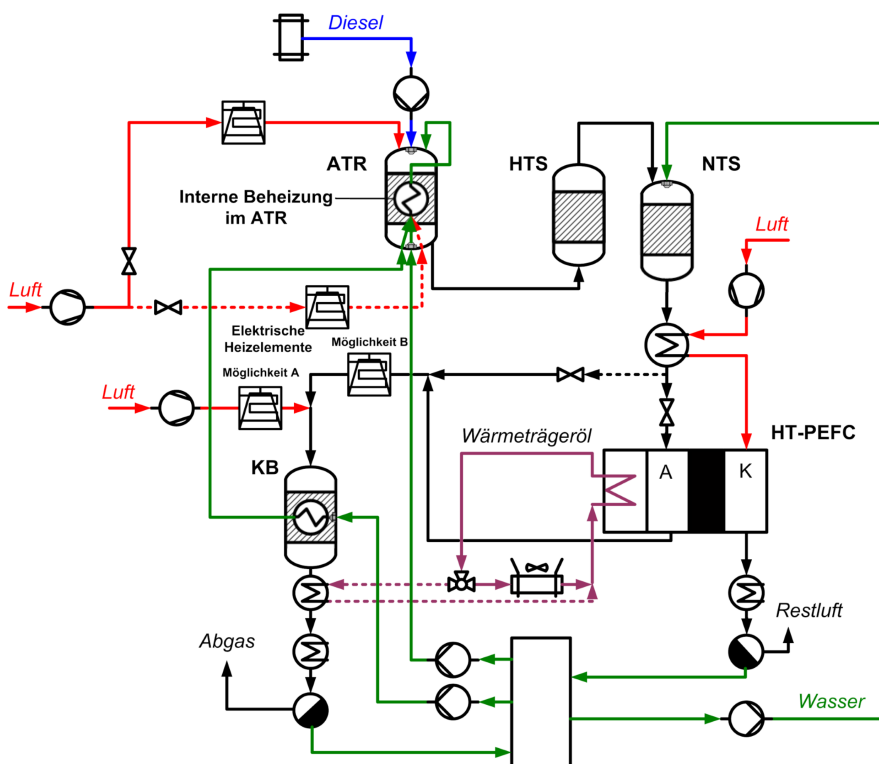 Diesel
ATR
HTS
NTS
Interne Beheizung
im ATR
Luft
Luft
Elektrische
Heizelemente
Möglichkeit B
Möglichkeit A
Luft
HT-PEFC
Wärmeträgeröl
A
K
KB
Restluft
Abgas
Wasser